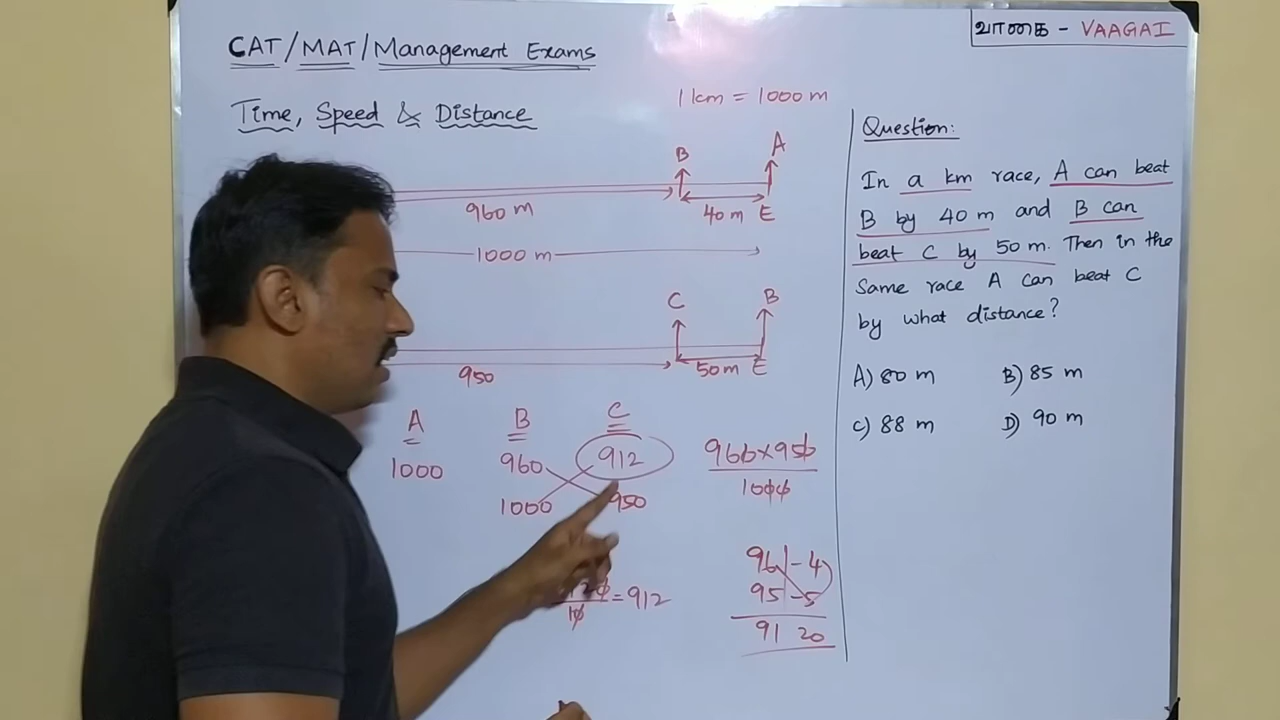 CAT/MAT/Management Exams
வாகை - VAAGAI
Time, Speed & Distance
1 km = 1000 m
B A
960 m 40 m E
1000 m
C B
950 50 m E
A B C
1000 960 912
1000 950
960x950
1000
= 912
10
96 -4
95 -5
91 20
Question:
In a km race, A can beat
B by 40 m and B can
beat C by 50 m. Then in the
Same race A can beat C
by what distance?
A) 80 m B) 85 m
C) 88 m D) 90 m